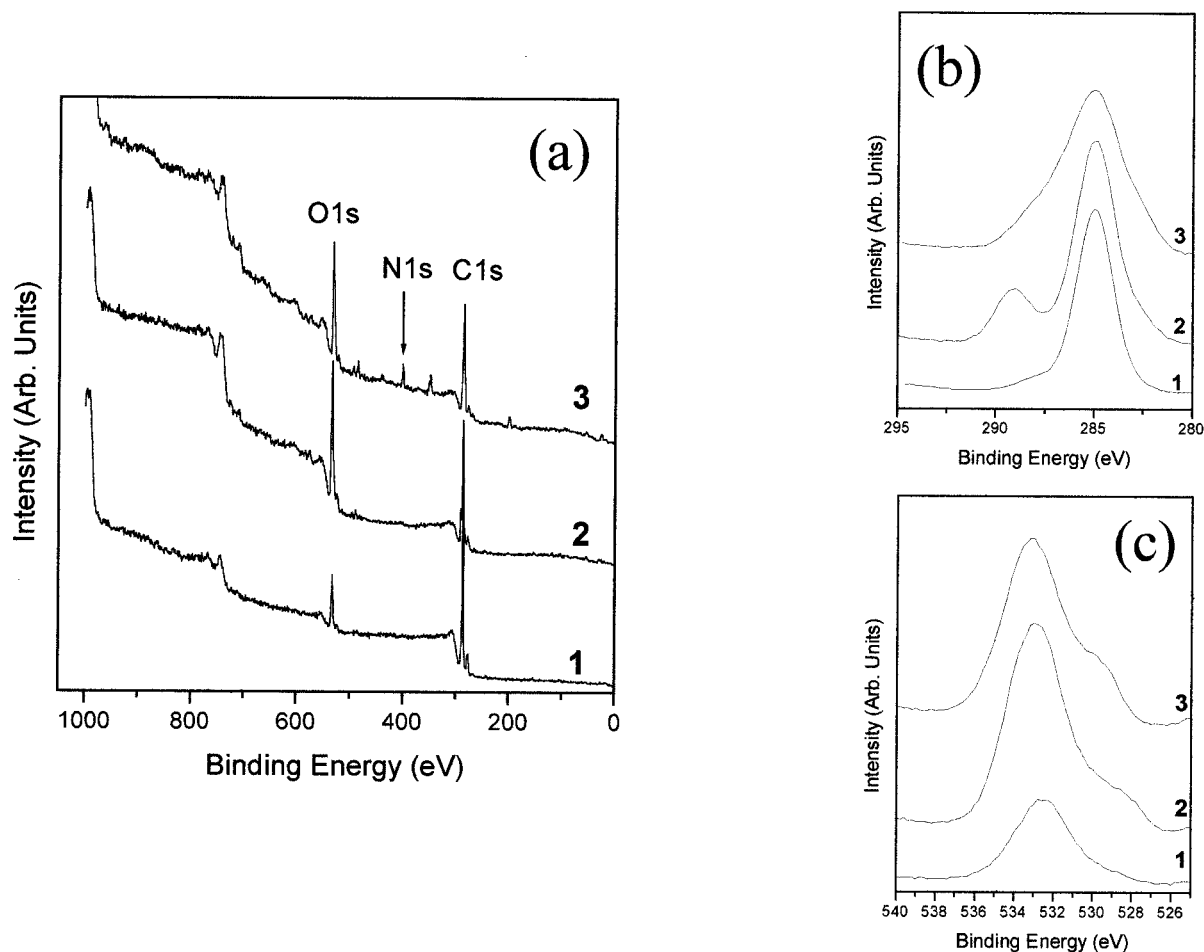 (a)
O1s
N1s
C1s
3
2
1
Intensity (Arb. Units)
1000 800 600 400 200 0
Binding Energy (eV)
(b)
3
2
1
Intensity (Arb. Units)
295 290 285 280
Binding Energy (eV)
(c)
3
2
1
Intensity (Arb. Units)
540 538 536 534 532 530 528 526
Binding Energy (eV)